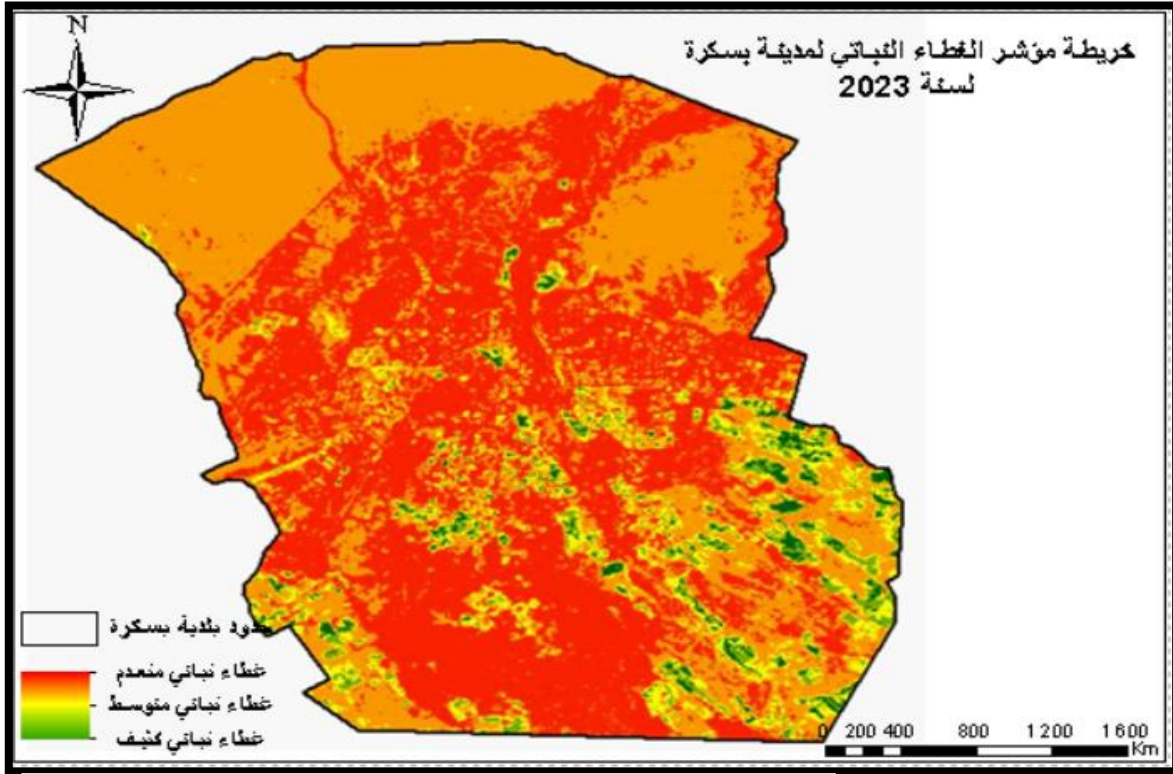 N
خريطة مؤشر الغطاء النباتي لمدينة بسكرة
لسنة 2023
حدود بلدية بسكرة
غطاء نباتي منعدم
غطاء نباتي متوسط
غطاء نباتي كثيف
0 200 400 800 1200 1600
Km